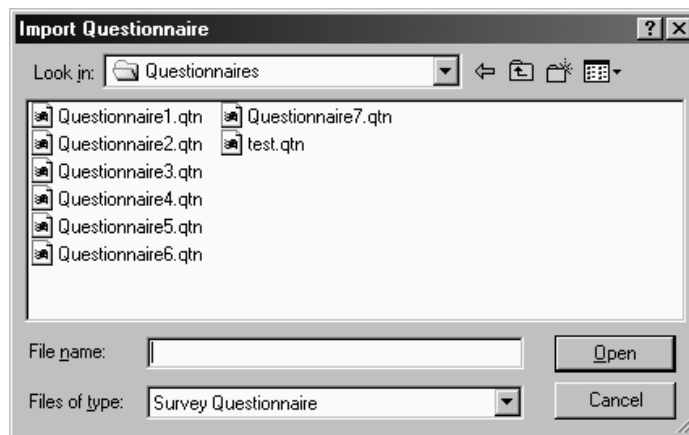 Import Questionnaire
Look in: Questionnaires
Questionnaire1.qtn Questionnaire7.qtn
Questionnaire2.qtn test.qtn
Questionnaire3.qtn
Questionnaire4.qtn
Questionnaire5.qtn
Questionnaire6.qtn
File name: Open
Files of type: Survey Questionnaire Cancel